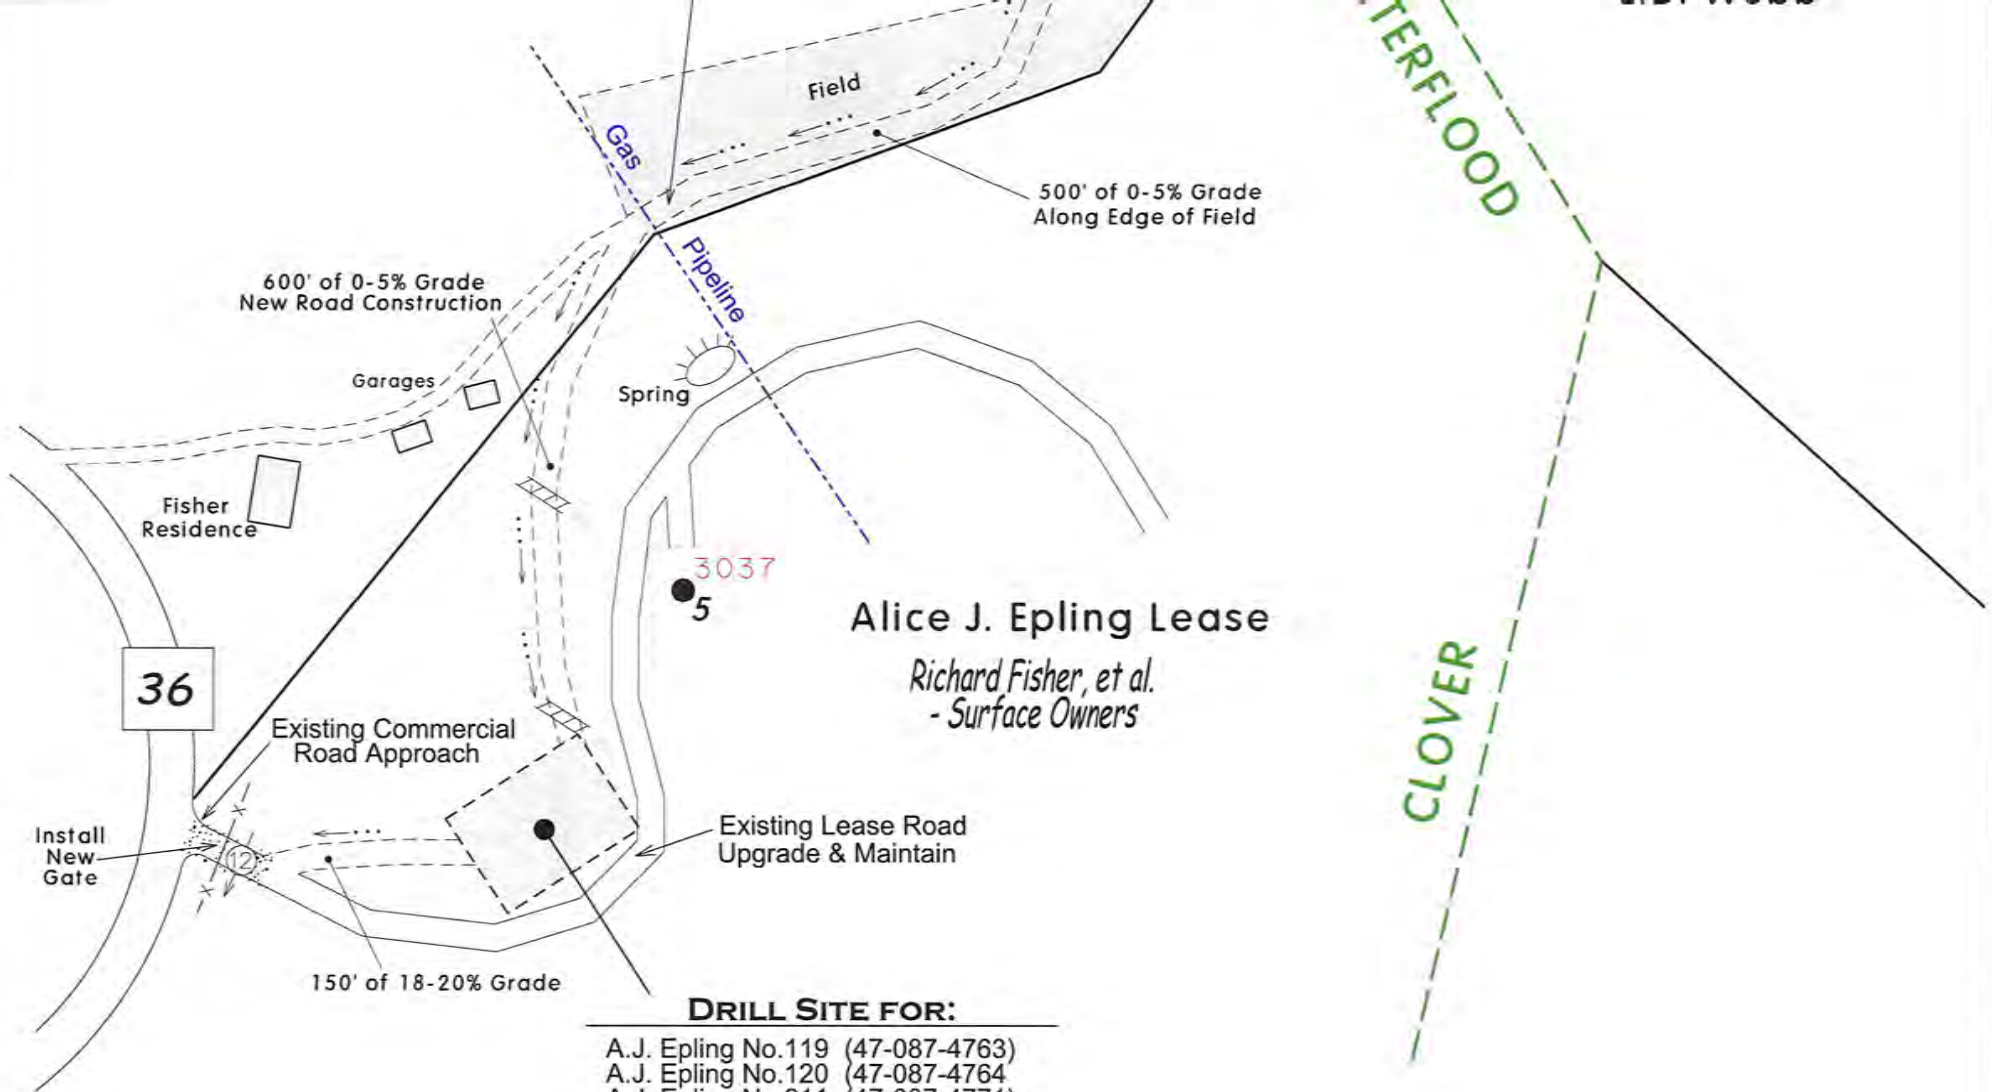 TERFLOOD
Field
Gas
Pipeline
500' of 0-5% Grade
Along Edge of Field
600' of 0-5% Grade
New Road Construction
Garages
Spring
Fisher
Residence
3037
5
Alice J. Epling Lease
Richard Fisher, et al.
- Surface Owners
36
CLOVER
Existing Commercial
Road Approach
Install
New
Gate
12
Existing Lease Road
Upgrade & Maintain
150' of 18-20% Grade
DRILL SITE FOR:
A.J. Epling No.119 (47-087-4763)
A.J. Epling No.120 (47-087-4764